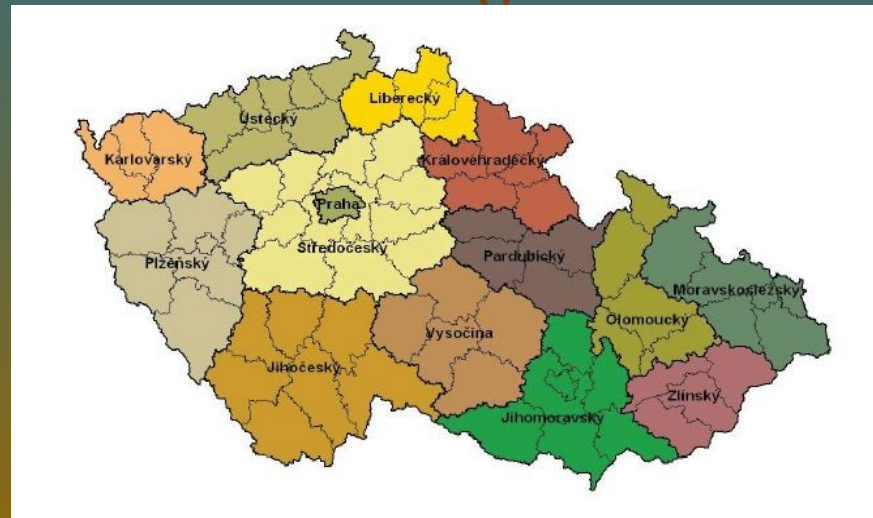 Liberecký
Ústecký
Karlovarský
Královéhradecký
Praha
Středočeský
Plzeňský
Pardubický
Moravskoslezský
Olomoucký
Vysočina
Jihočeský
Zlínský
Jihomoravský